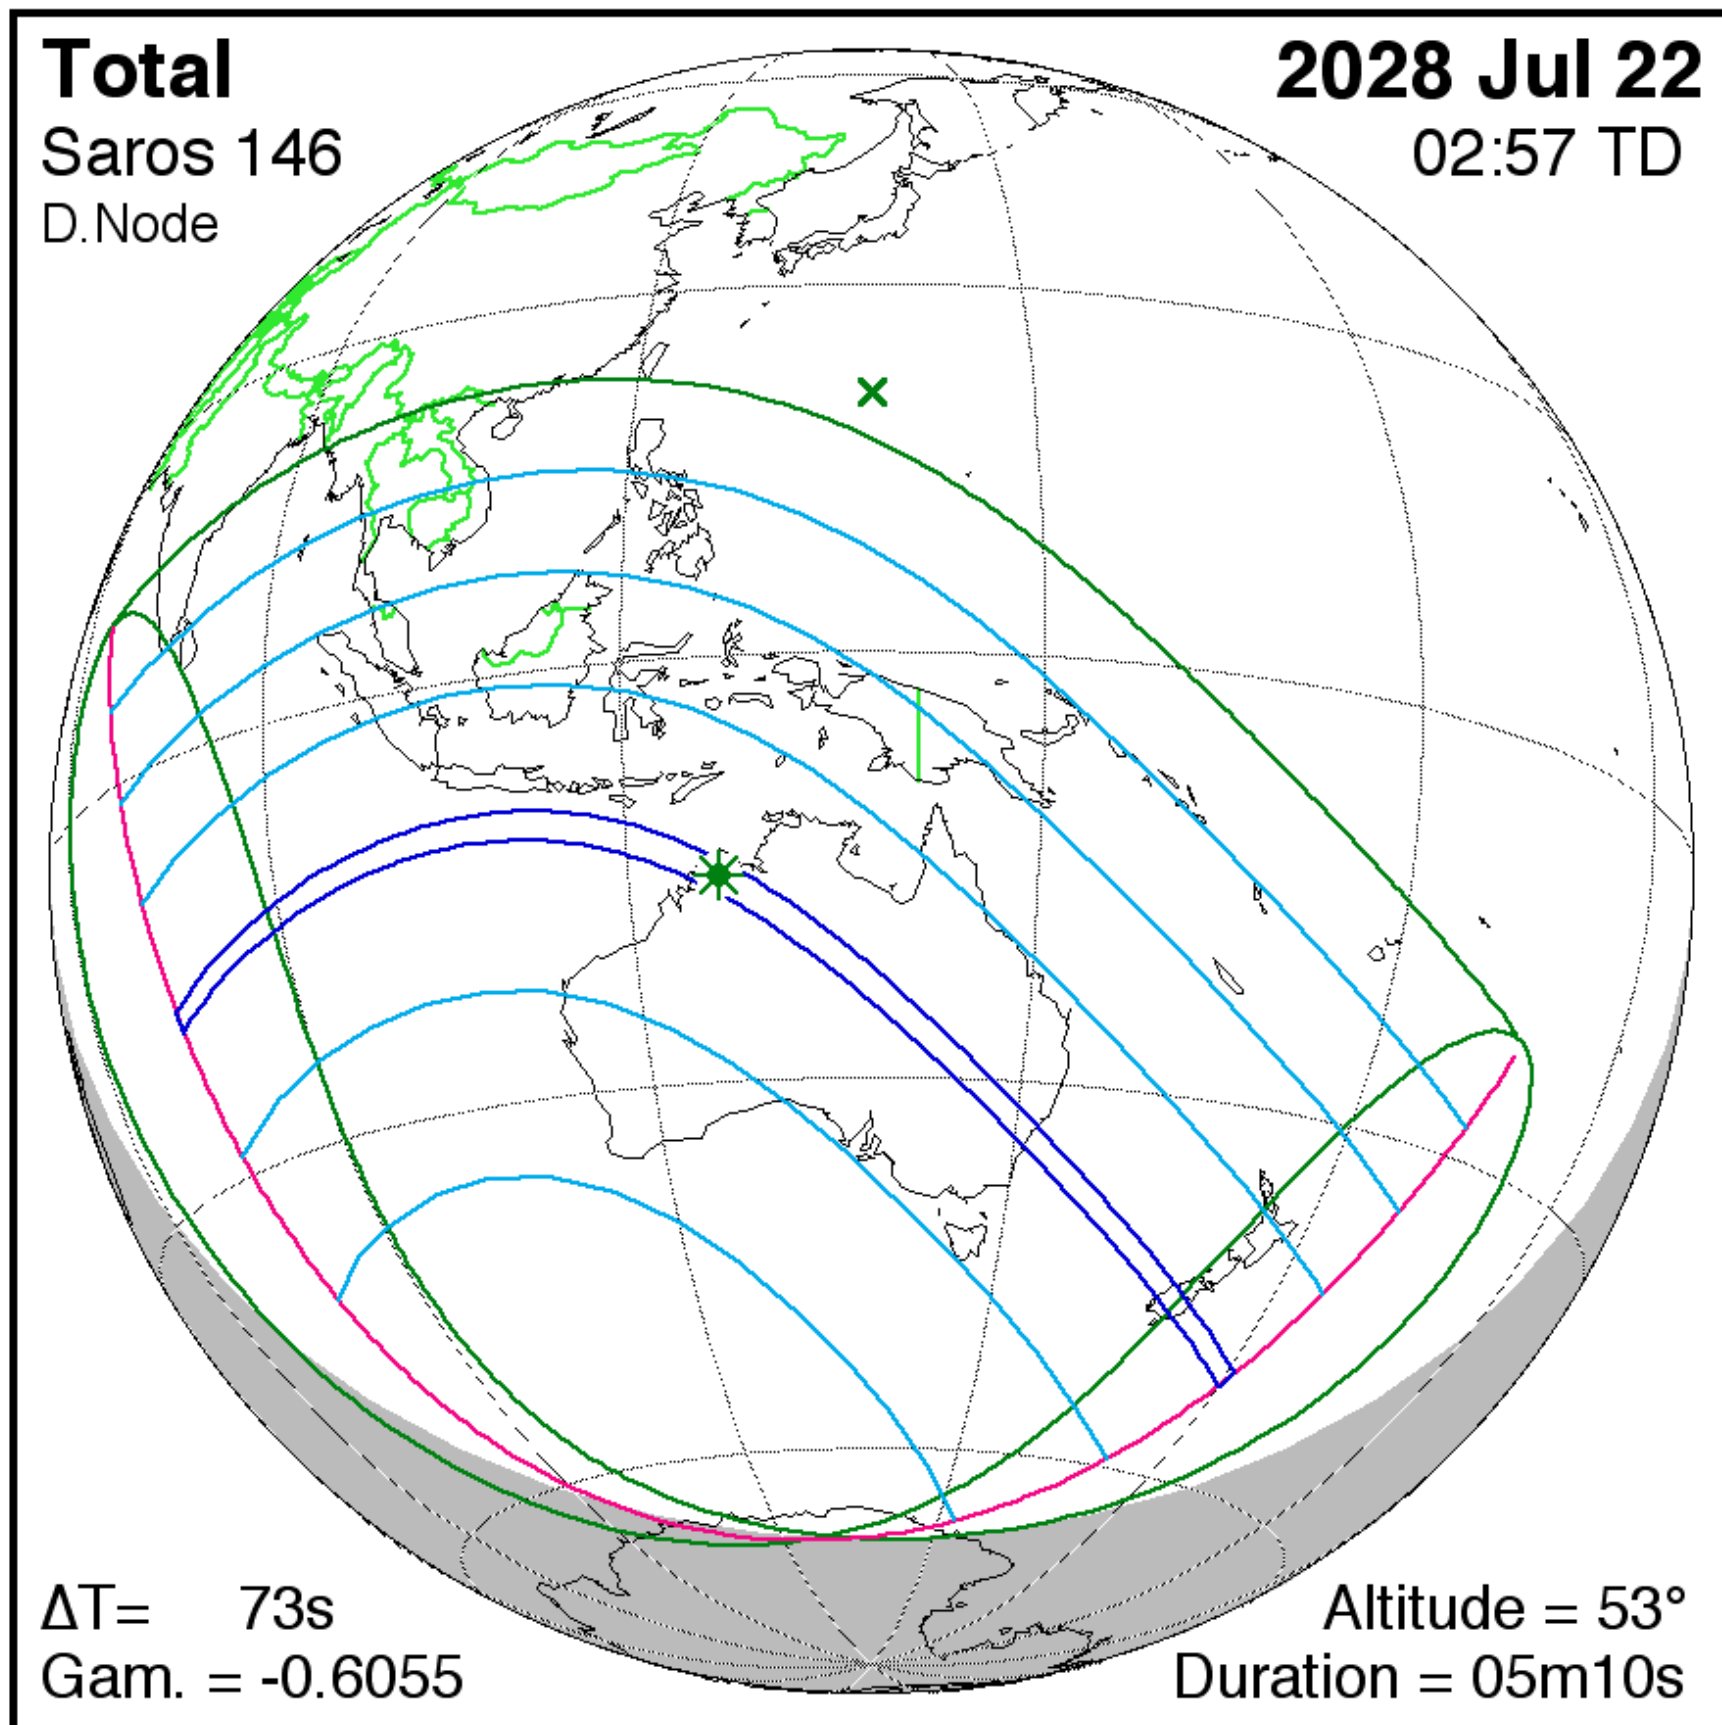 Total
Saros 146
D.Node
2028 Jul 22
02:57 TD
ΔT= 73s
Gam. = -0.6055
Altitude = 53°
Duration = 05m10s